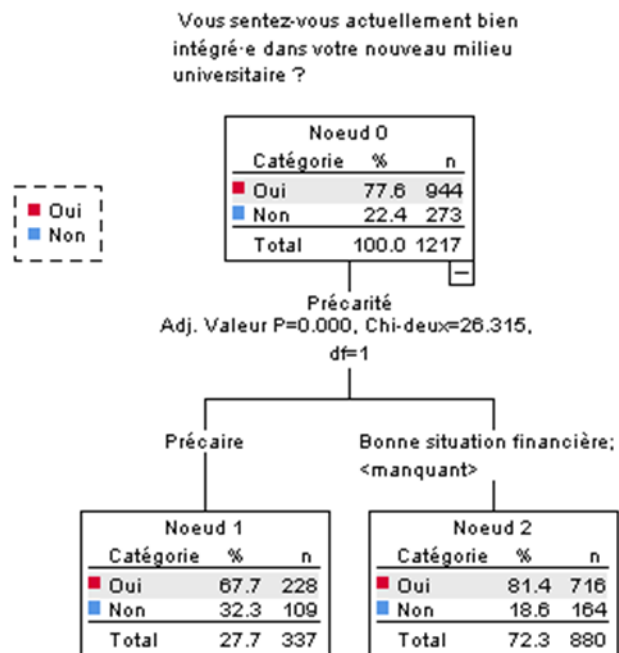 Vous sentez-vous actuellement bien
intégré·e dans votre nouveau milieu
universitaire ?
Noeud 0
Catégorie % n
Oui 77.6 944
Non 22.4 273
Total 100.0 1217
Oui
Non
Précarité
Adj. Valeur P=0.000, Chi-deux=26.315,
df=1
Précaire
Bonne situation financière;
<manquant>
Noeud 1
Catégorie % n
Oui 67.7 228
Non 32.3 109
Total 27.7 337
Noeud 2
Catégorie % n
Oui 81.4 716
Non 18.6 164
Total 72.3 880